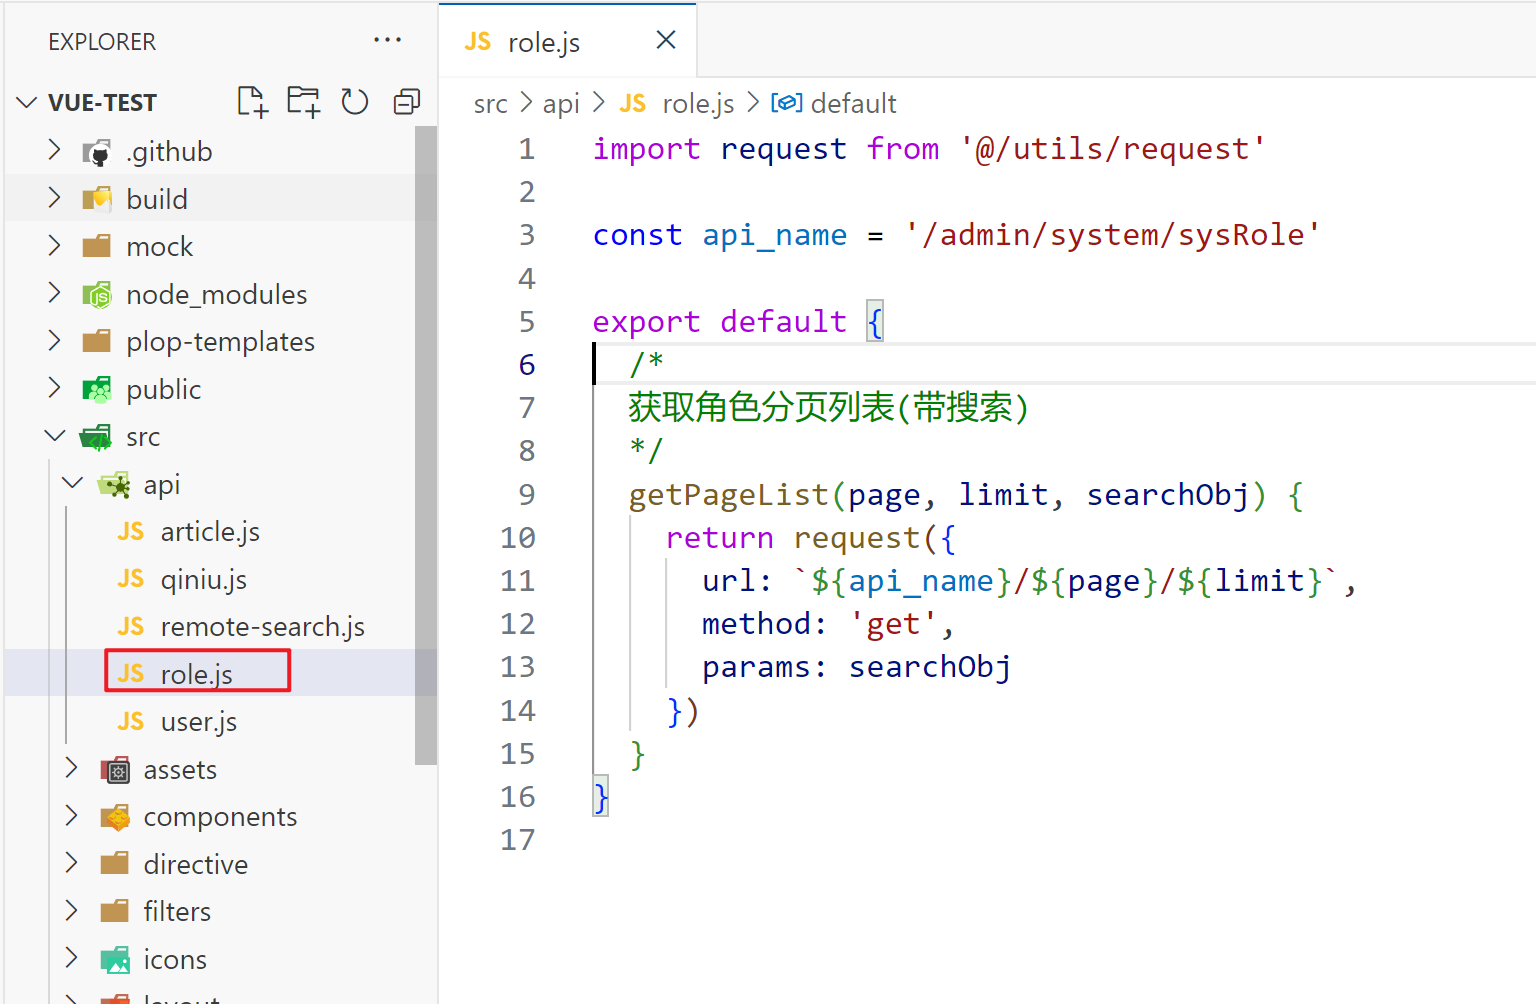 EXPLORER
VUE-TEST
.github
build
mock
node_modules
plop-templates
public
src
api
JS article.js
JS qiniu.js
JS remote-search.js
JS role.js
JS user.js
assets
components
directive
filters
icons
layout
JS role.js
src > api > JS role.js > default
1 import request from '@/utils/request'
2
3 const api_name = '/admin/system/sysRole'
4
5 export default {
6 /*
7 获取角色分页列表(带搜索)
8 */
9 getPageList(page, limit, searchObj) {
10 return request({
11 url: `${api_name}/${page}/${limit}`,
12 method: 'get',
13 params: searchObj
14 })
15 }
16 }
17